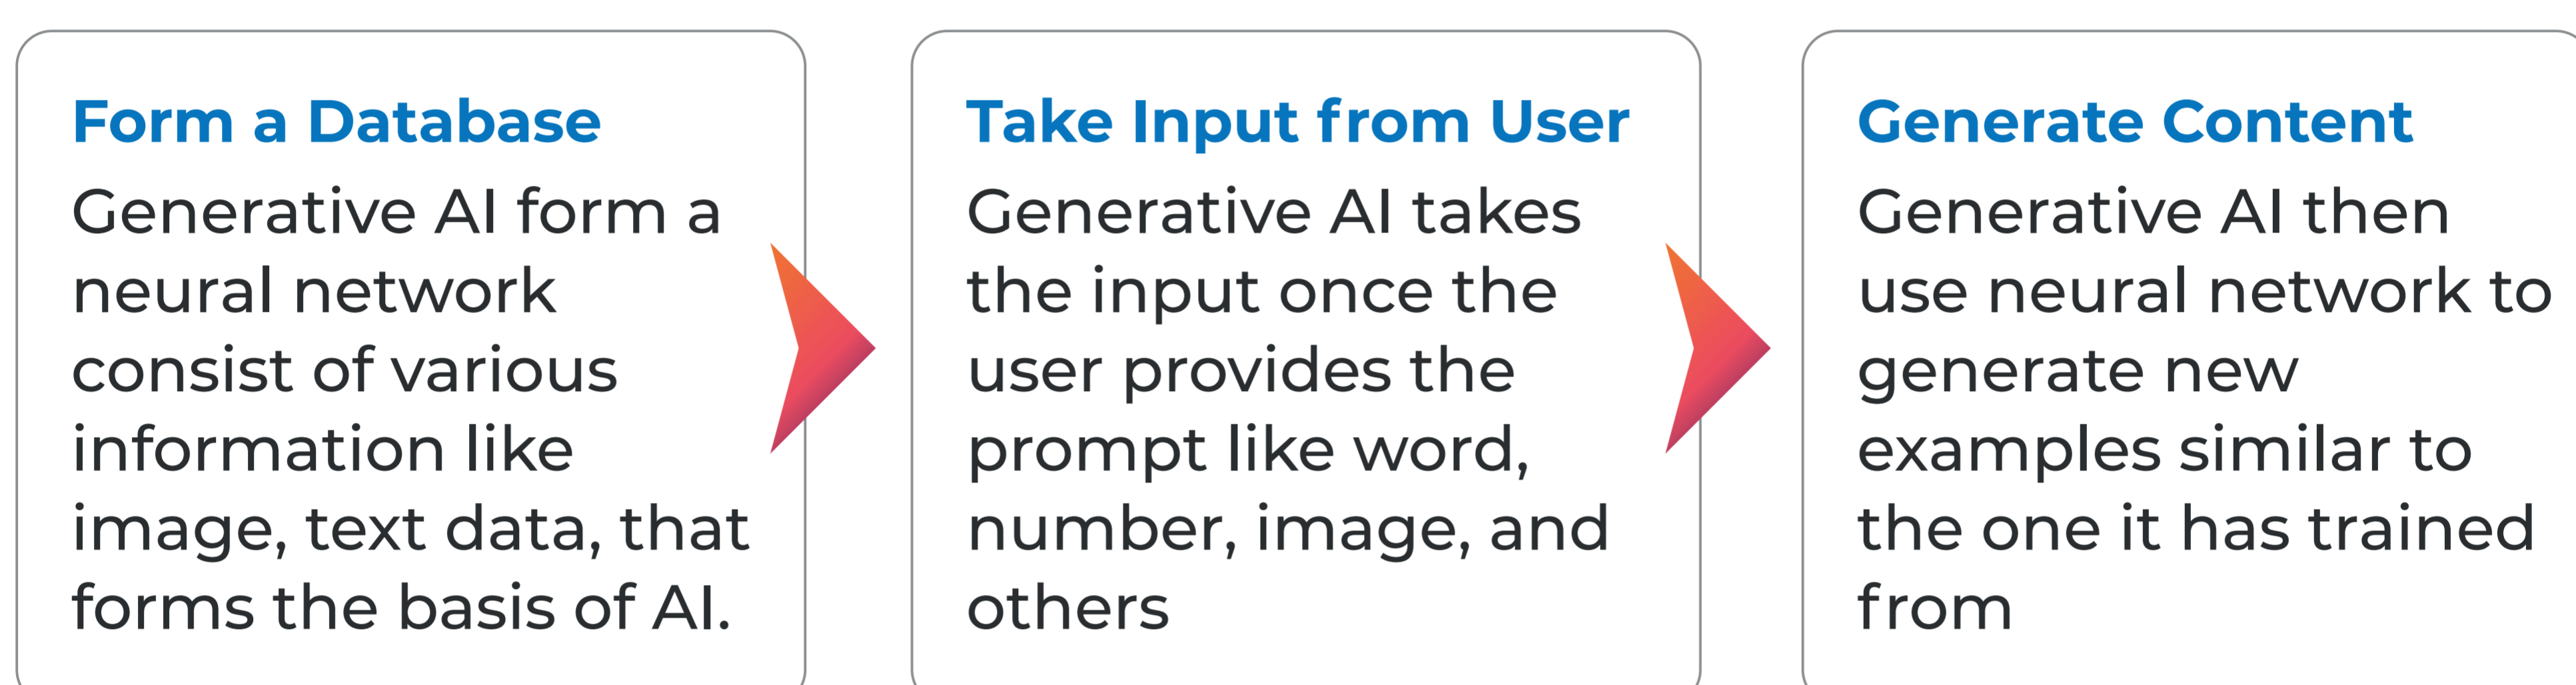 Form a Database
Generative AI form a
neural network
consist of various
information like
image, text data, that
forms the basis of AI.
Take Input from User
Generative AI takes
the input once the
user provides the
prompt like word,
number, image, and
others
Generate Content
Generative AI then
use neural network to
generate new
examples similar to
the one it has trained
from